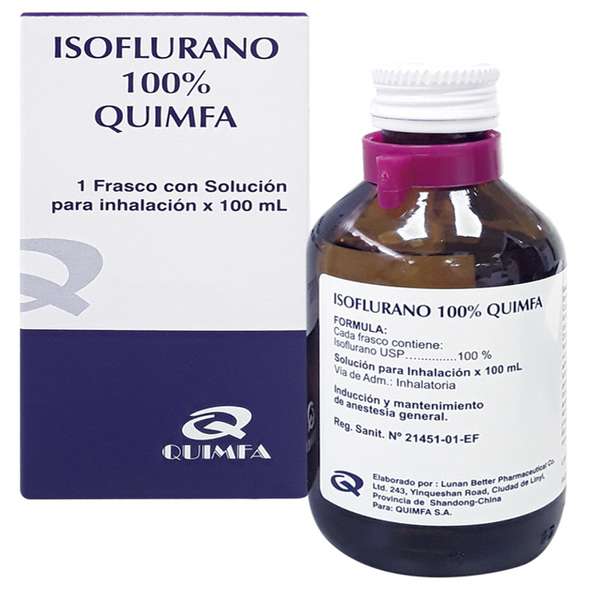 ISOFLURANO
100%
QUIMFA
1 Frasco con Solución
para inhalación x 100 mL
QUIMFA
ISOFLURANO 100% QUIMFA
FORMULA:
Cada frasco contiene:
Isoflurano USP..............100 %
Solución para Inhalación x 100 mL
Via de Adm.: Inhalatoria
Inducción y mantenimiento
de anestesia general.
Reg. Sanit. Nº 21451-01-EF
Elaborado por : Lunan Better Pharmaceutical Co.
Ltd. 243, Yinqueshan Road, Ciudad de Linyi,
Provincia de Shandong-China
Para: QUIMFA S.A.